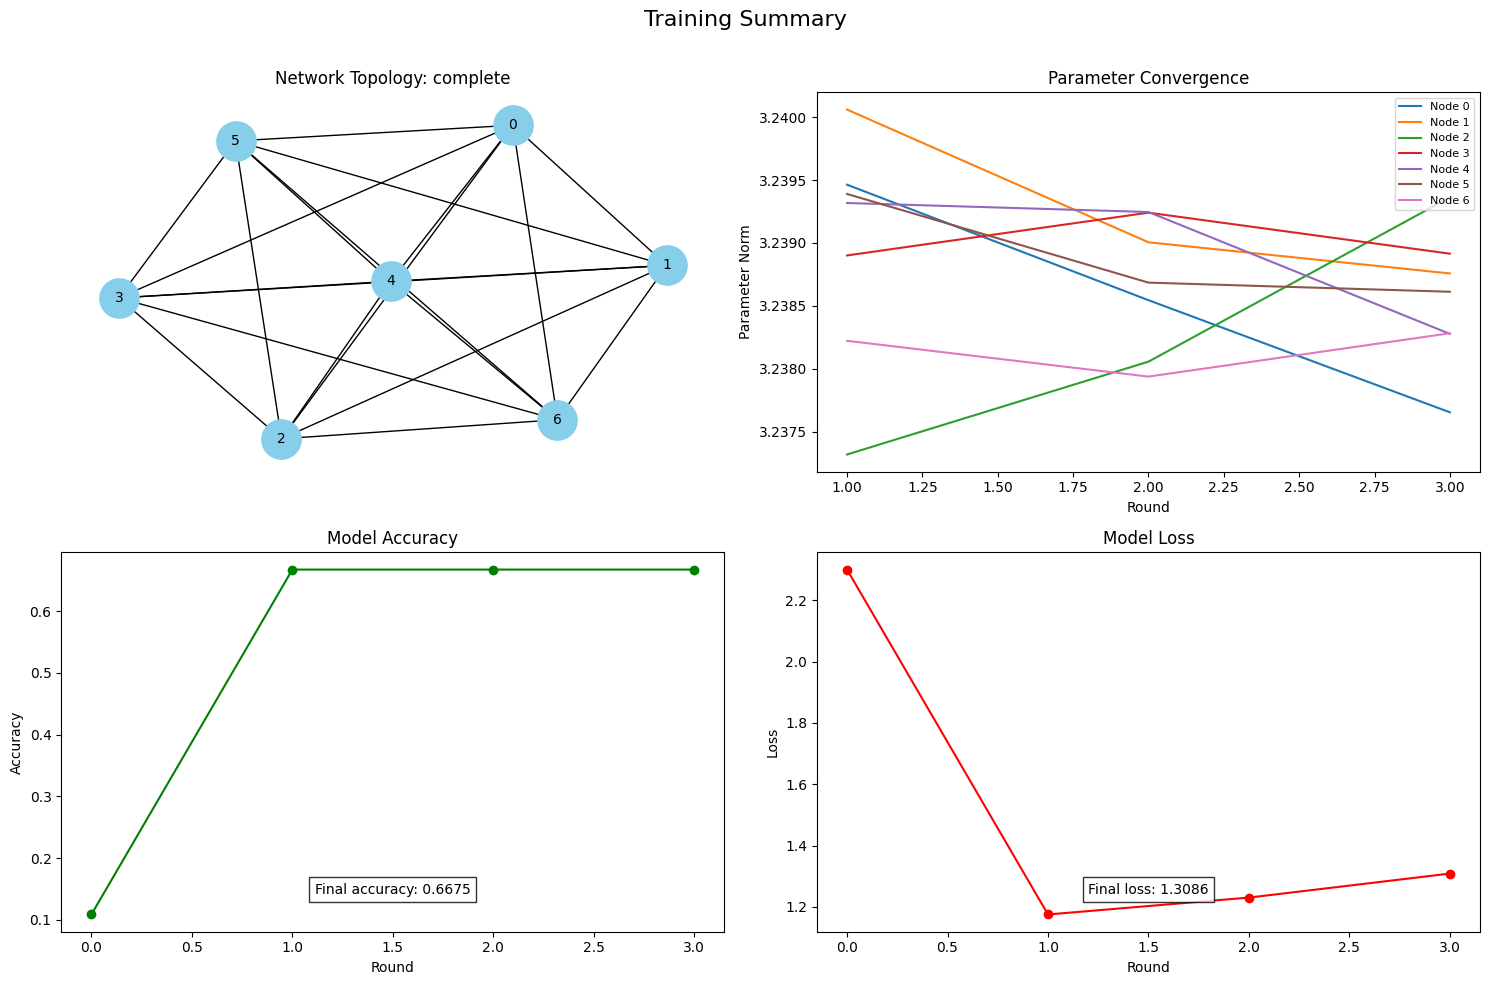 Training Summary
Network Topology: complete
0
5
1
4
3
6
2
Parameter Convergence
Node 0
Node 1
Node 2
Node 3
Node 4
Node 5
Node 6
3.2400
3.2395
3.2390
3.2385
3.2380
3.2375
Parameter Norm
1.00 1.25 1.50 1.75 2.00 2.25 2.50 2.75 3.00
Round
Model Accuracy
0.6
0.5
0.4
0.3
0.2
0.1
Accuracy
Final accuracy: 0.6675
0.0 0.5 1.0 1.5 2.0 2.5 3.0
Round
Model Loss
2.2
2.0
1.8
1.6
1.4
1.2
Loss
Final loss: 1.3086
0.0 0.5 1.0 1.5 2.0 2.5 3.0
Round